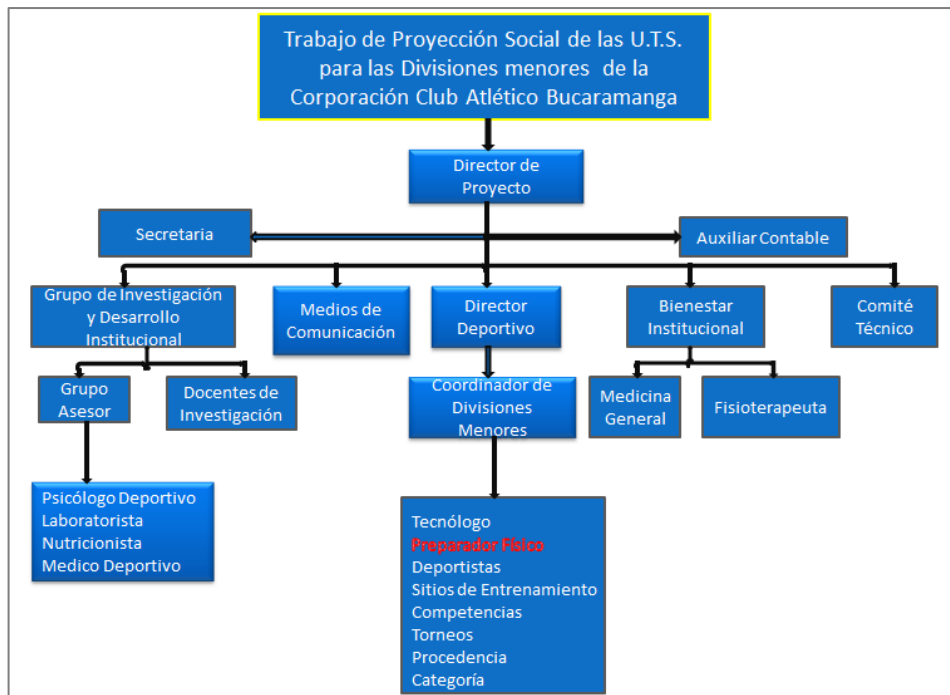 Trabajo de Proyección Social de las U.T.S.
para las Divisiones menores de la
Corporación Club Atlético Bucaramanga
Director de
Proyecto
Secretaria
Auxiliar Contable
Grupo de Investigación
y Desarrollo
Institucional
Medios de
Comunicación
Director
Deportivo
Bienestar
Institucional
Comité
Técnico
Grupo
Asesor
Docentes de
Investigación
Coordinador de
Divisiones
Menores
Medicina
General
Fisioterapeuta
Psicólogo Deportivo
Laboratorista
Nutricionista
Medico Deportivo
Tecnólogo
Preparador Físico
Deportistas
Sitios de Entrenamiento
Competencias
Torneos
Procedencia
Categoría